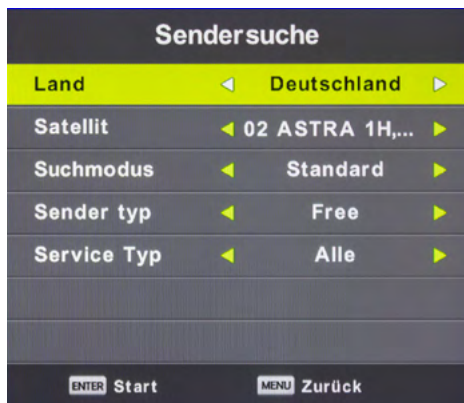 Sendersuche
Land Deutschland
Satellit 02 ASTRA 1H,...
Suchmodus Standard
Sender typ Free
Service Typ Alle
ENTER Start MENU Zurück